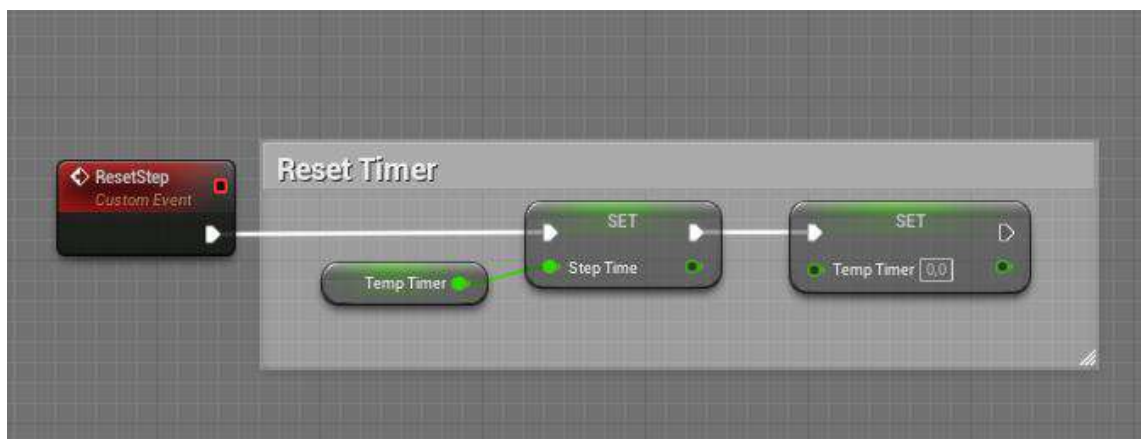 ResetStep
Custom Event
Reset Timer
Temp Timer
SET
Step Time
SET
Temp Timer 0,0